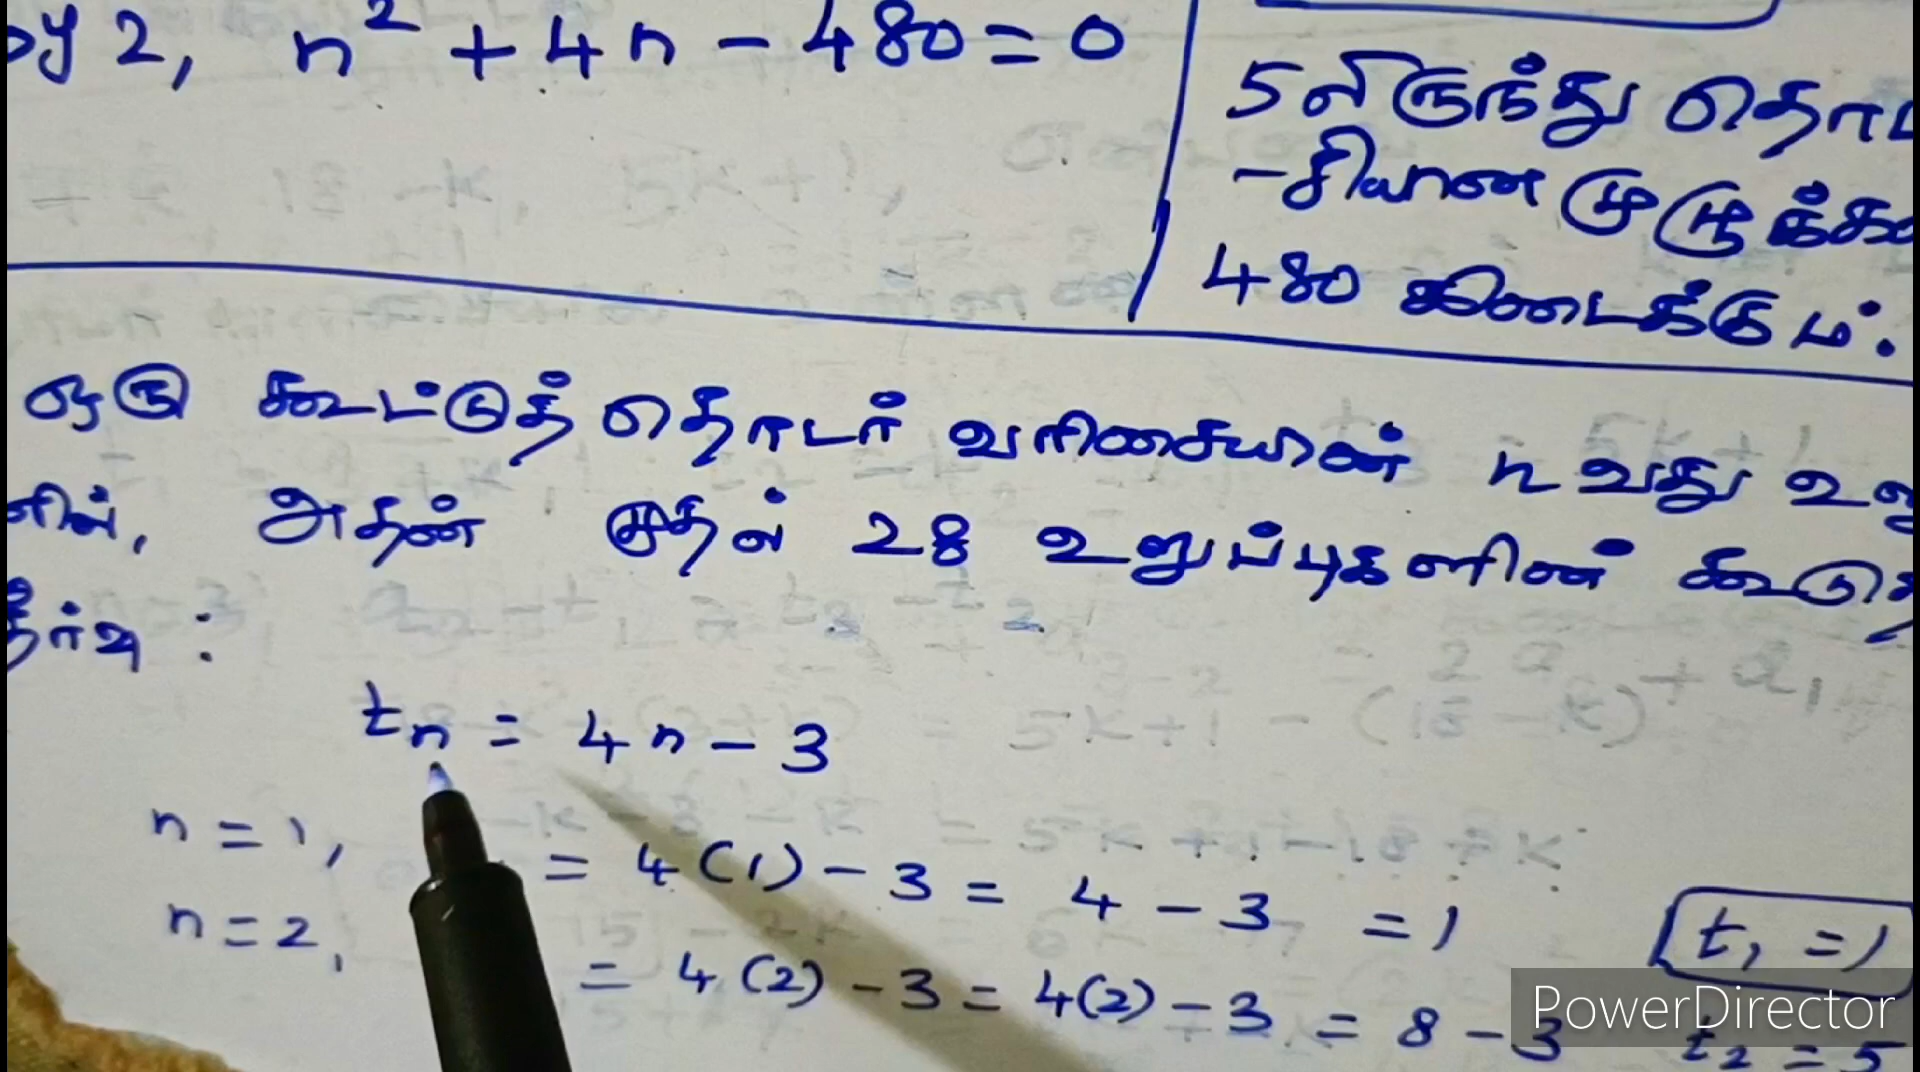 by 2, n² + 4n - 480 = 0
5லிருந்து
-சியான
480 கிடைக்கும்.
ஒரு கூட்டுத் தொடர் வரிசையின் n வது
அதன் முதல் 28 உறுப்புகளின்
தீர்வு :
tn = 4n - 3
n = 1, = 4(1) - 3 = 4 - 3 = 1 t1 = 1
n = 2, = 4(2) - 3 = 4(2) - 3 = 8 - 3 t2 = 5
PowerDirector